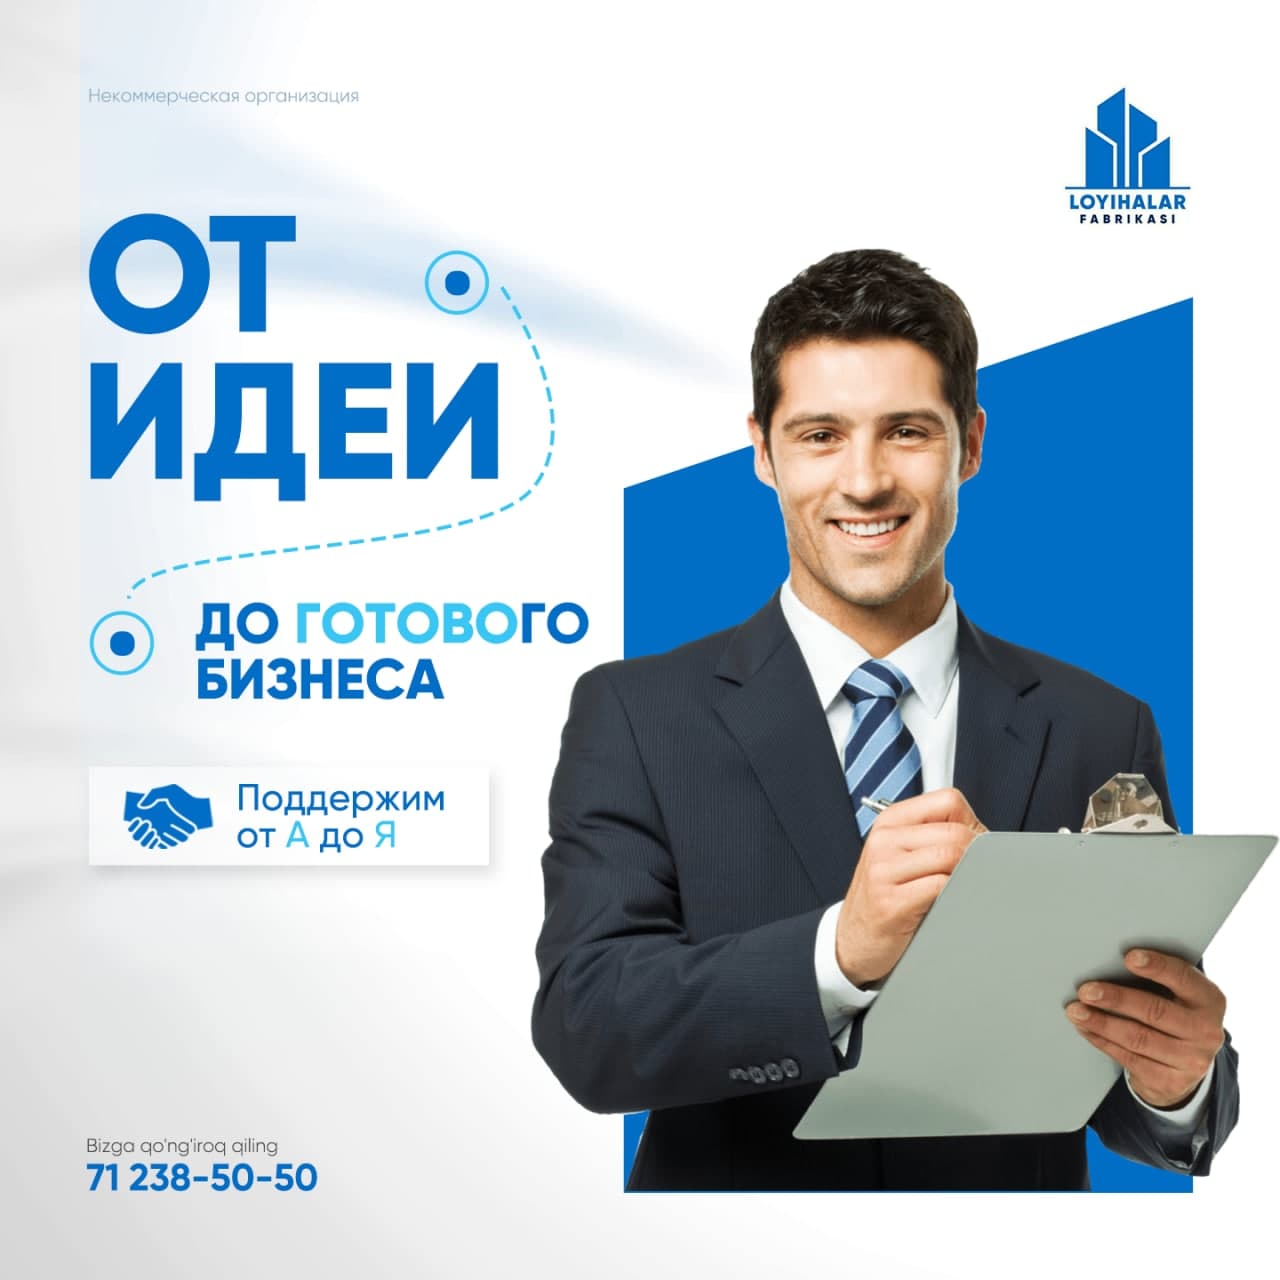 Некоммерческая организация
LOYIHALAR
FABRIKASI
ОТ
ИДЕИ
ДО ГОТОВОГО
БИЗНЕСА
Поддержим
от А до Я
Bizga qo'ng'iroq qiling
71 238-50-50